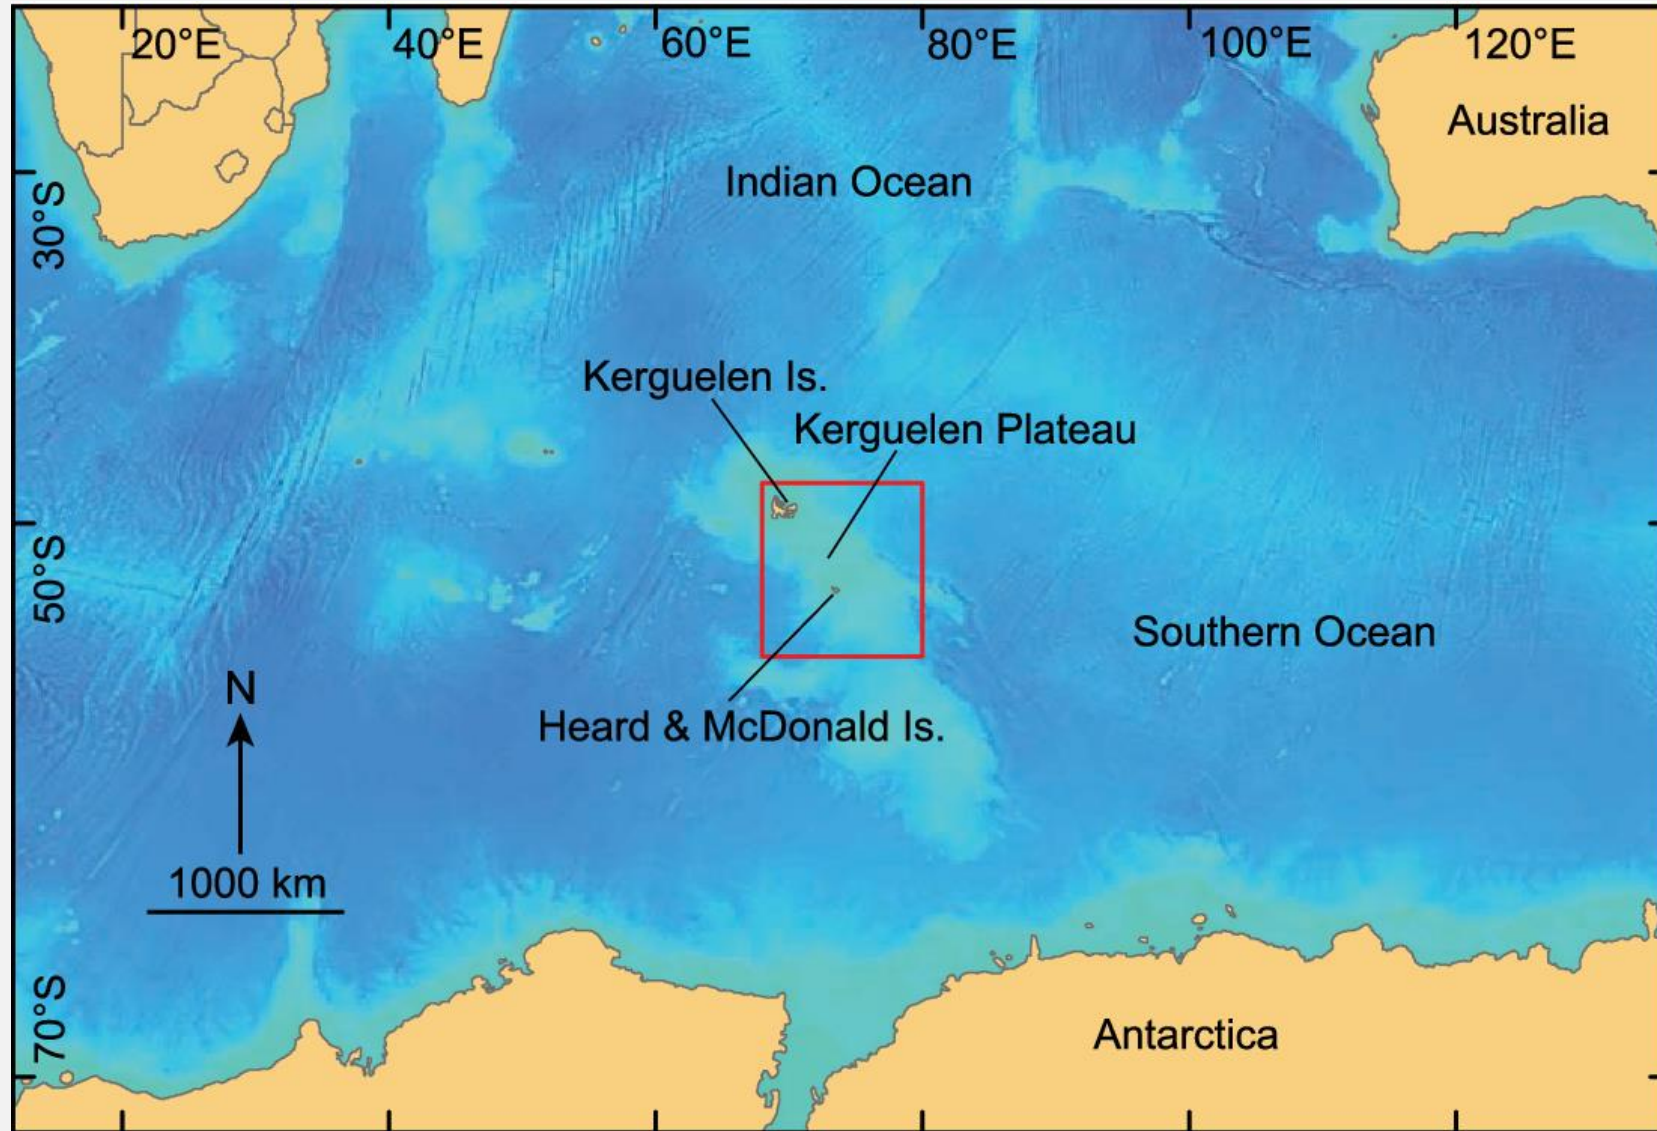 20°E
40°E
60°E
80°E
100°E
120°E
Australia
Indian Ocean
30°S
Kerguelen Is.
Kerguelen Plateau
50°S
Southern Ocean
N
Heard & McDonald Is.
1000 km
70°S
Antarctica